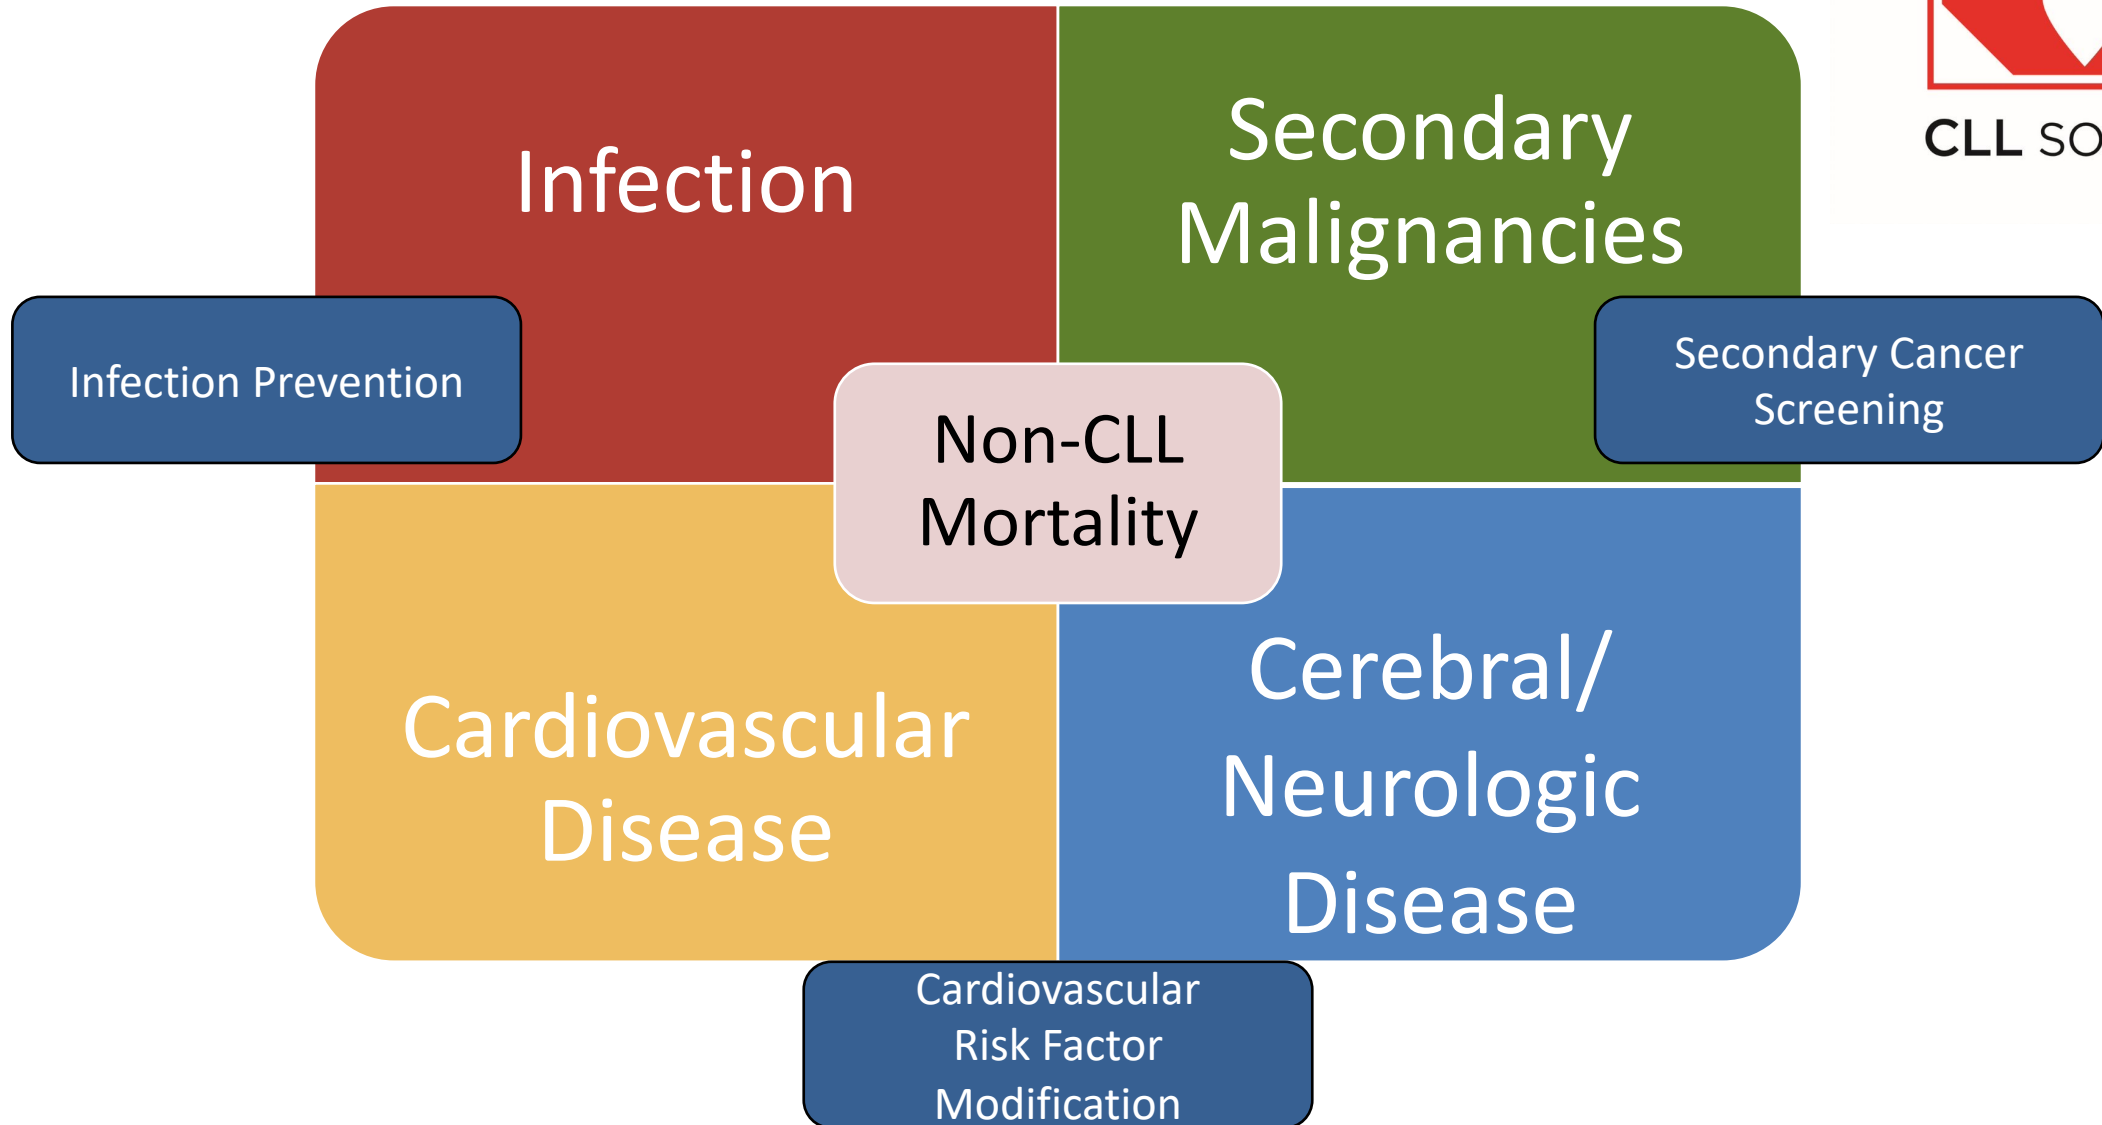 Infection
Secondary
Malignancies
CLL SO
Infection Prevention
Secondary Cancer
Screening
Non-CLL
Mortality
Cardiovascular
Disease
Cerebral/
Neurologic
Disease
Cardiovascular
Risk Factor
Modification